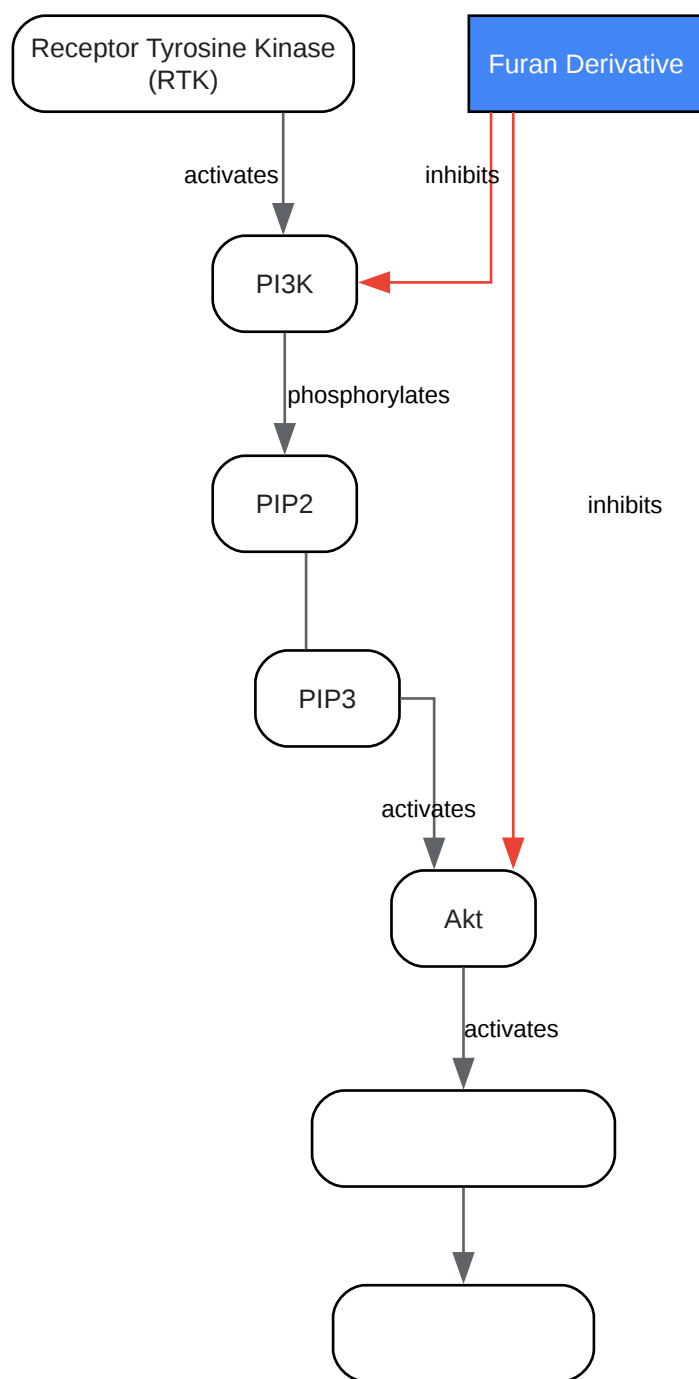 Receptor Tyrosine Kinase
(RTK)
Furan Derivative
activates
inhibits
PI3K
phosphorylates
PIP2
inhibits
PIP3
activates
Akt
activates